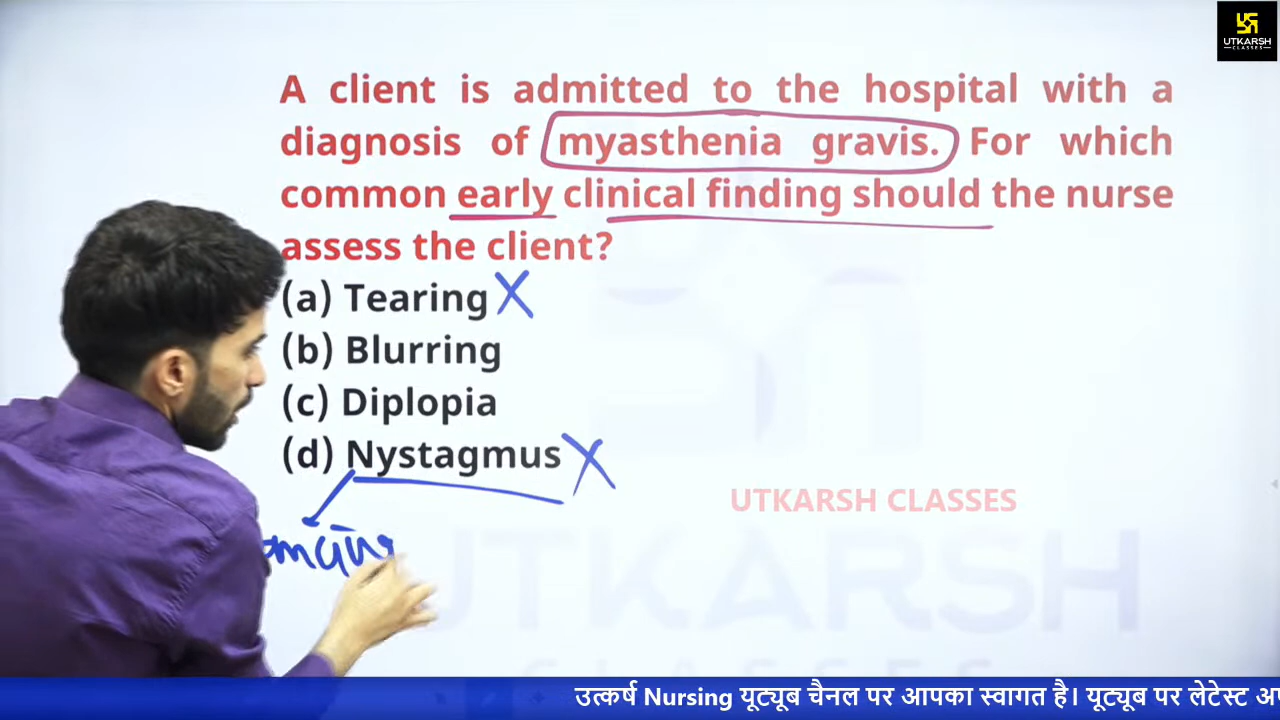 UTKARSH
CLASSES
A client is admitted to the hospital with a
diagnosis of myasthenia gravis. For which
common early clinical finding should the nurse
assess the client?
(a) Tearing X
(b) Blurring
(c) Diplopia
(d) Nystagmus X
UTKARSH CLASSES
UTKARSH
CLASSES
उत्कर्ष Nursing यूट्यूब चैनल पर आपका स्वागत है। यूट्यूब पर लेटेस्ट